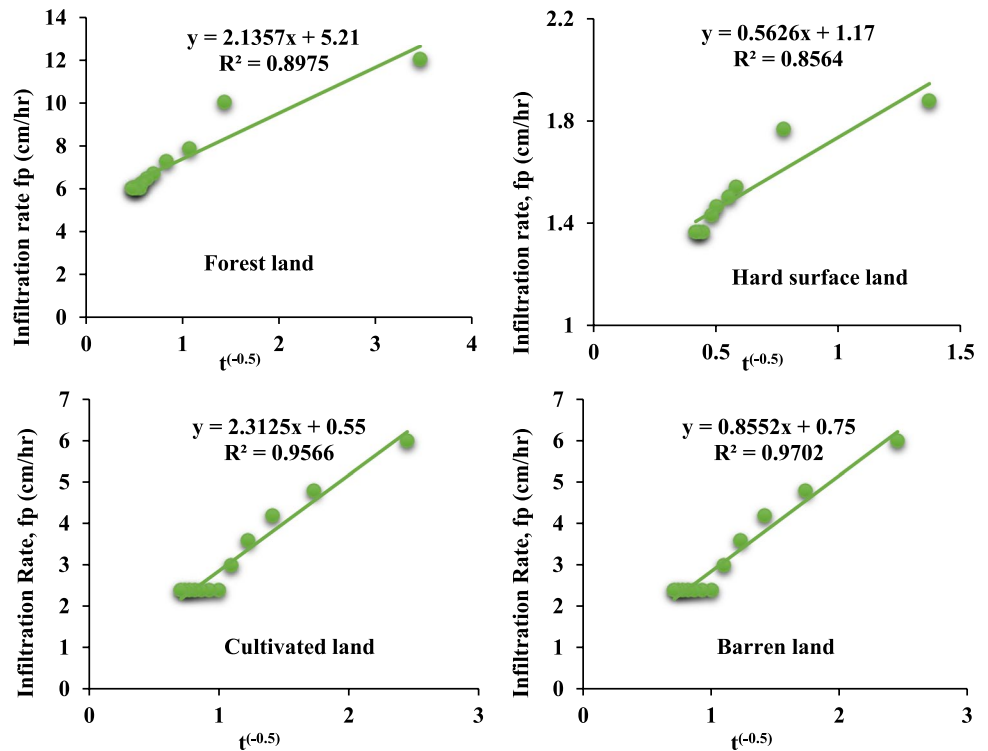 Infiltration rate fp (cm/hr)
14
12
10
8
6
4
2
0
y = 2.1357x + 5.21
R² = 0.8975
Forest land
0
1
2
3
4
t(-0.5)
Infiltration rate, fp (cm/hr)
2.2
1.8
1.4
1
y = 0.5626x + 1.17
R² = 0.8564
Hard surface land
0
0.5
1
1.5
t(-0.5)
Infiltration Rate, fp (cm/hr)
7
6
5
4
3
2
1
0
y = 2.3125x + 0.55
R² = 0.9566
Cultivated land
0
1
2
3
t(-0.5)
Infiltration Rate, fp (cm/hr)
7
6
5
4
3
2
1
0
y = 0.8552x + 0.75
R² = 0.9702
Barren land
0
1
2
3
t(-0.5)